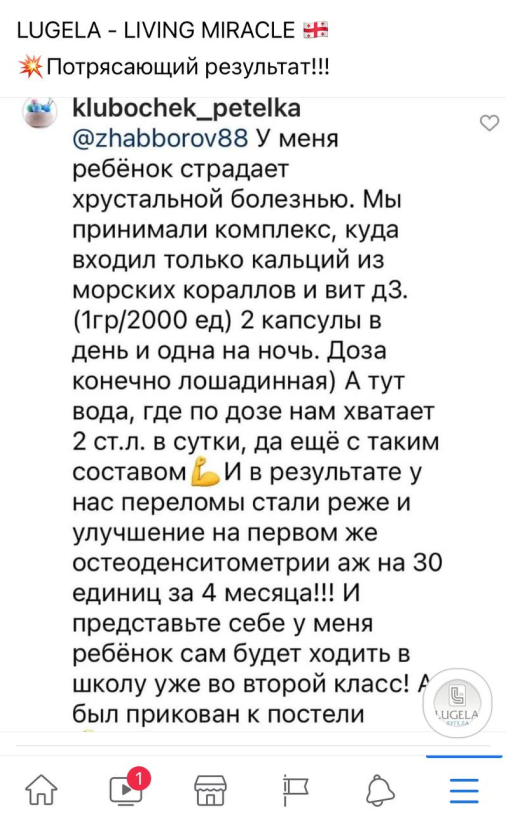 LUGELA - LIVING MIRACLE 🇬🇪
💥Потрясающий результат!!!
klubochek_petelka
@zhabborov88 У меня
ребёнок страдает
хрустальной болезнью. Мы
принимали комплекс, куда
входил только кальций из
морских кораллов и вит д3.
(1гр/2000 ед) 2 капсулы в
день и одна на ночь. Доза
конечно лошадинная) А тут
вода, где по дозе нам хватает
2 ст.л. в сутки, да ещё с таким
составом💪И в результате у
нас переломы стали реже и
улучшение на первом же
остеоденситометрии аж на 30
единиц за 4 месяца!!! И
представьте себе у меня
ребёнок сам будет ходить в
школу уже во второй класс! А
был прикован к постели
LUGELA
1